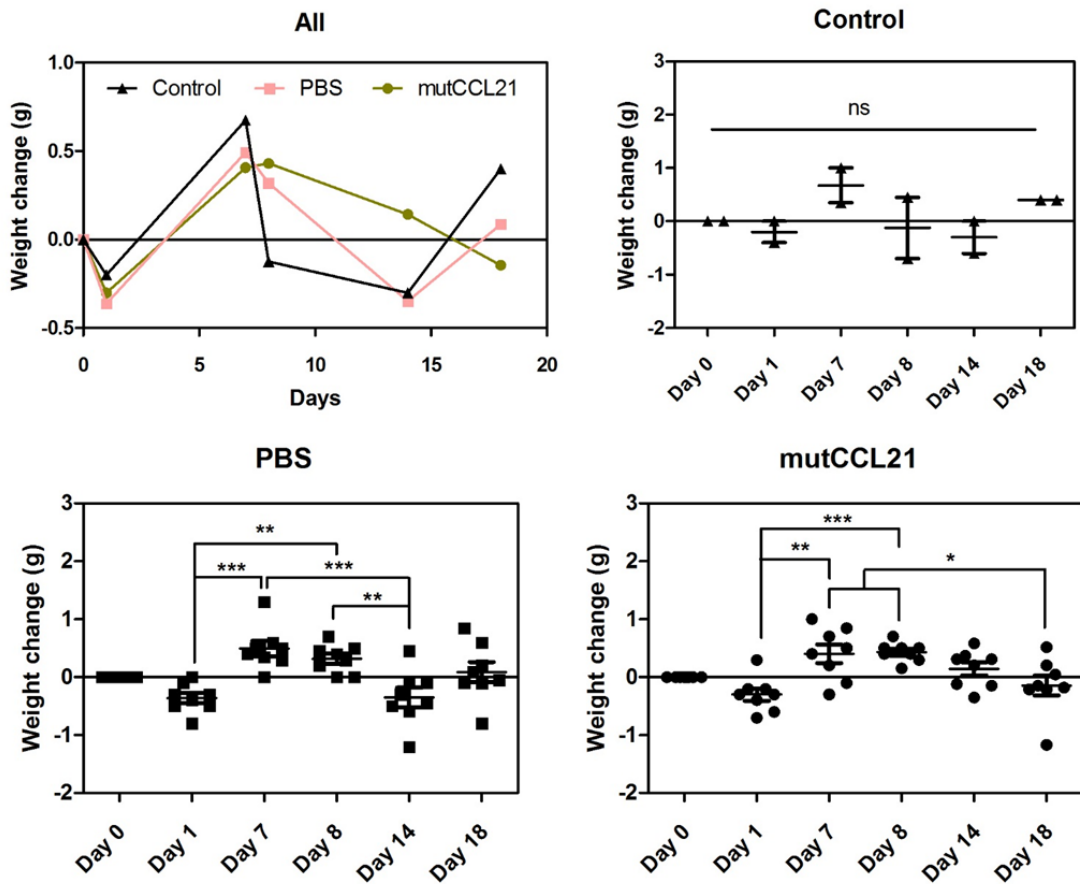 All
Weight change (g)
1.0
0.5
0.0
-0.5
Control PBS mutCCL21
0 5 10 15 20
Days
Control
Weight change (g)
3
2
1
0
-1
-2
ns
Day 0 Day 1 Day 7 Day 8 Day 14 Day 18
PBS
Weight change (g)
3
2
1
0
-1
-2
**
*** ***
**
Day 0 Day 1 Day 7 Day 8 Day 14 Day 18
mutCCL21
Weight change (g)
3
2
1
0
-1
-2
***
** *
Day 0 Day 1 Day 7 Day 8 Day 14 Day 18